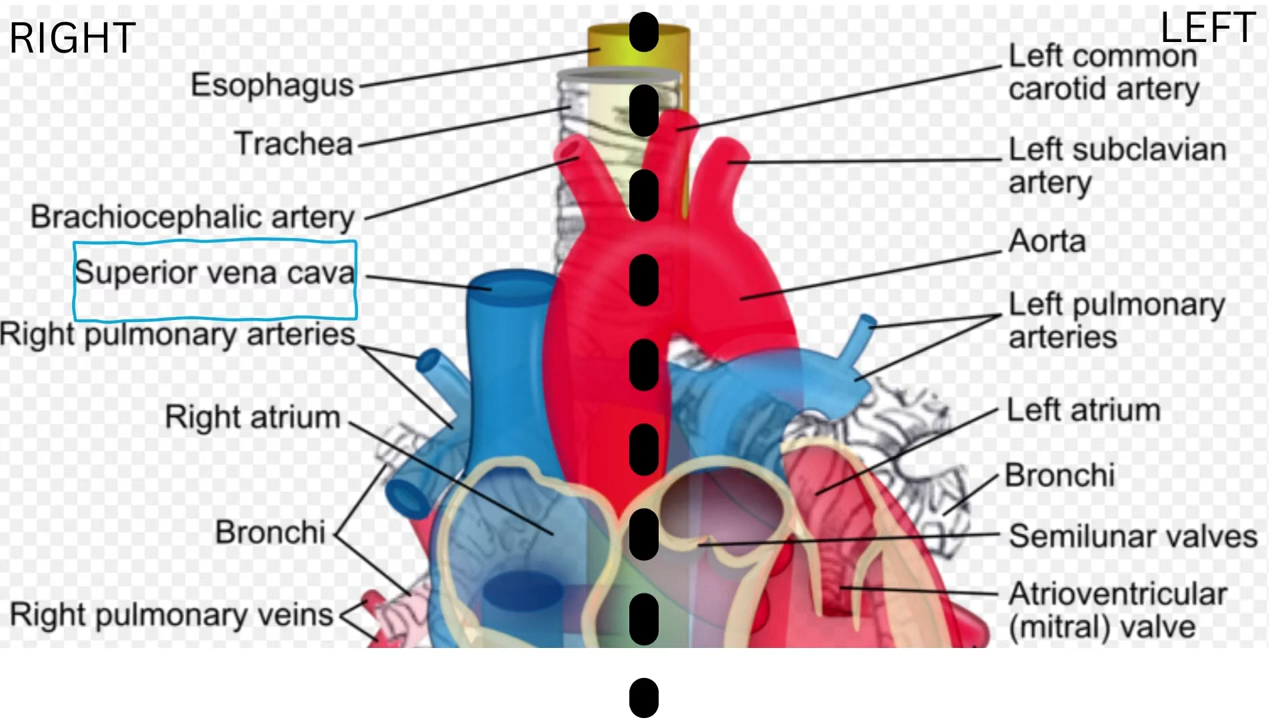 RIGHT
LEFT
Esophagus
Trachea
Brachiocephalic artery
Superior vena cava
Right pulmonary arteries
Right atrium
Bronchi
Right pulmonary veins
Left common
carotid artery
Left subclavian
artery
Aorta
Left pulmonary
arteries
Left atrium
Bronchi
Semilunar valves
Atrioventricular
(mitral) valve